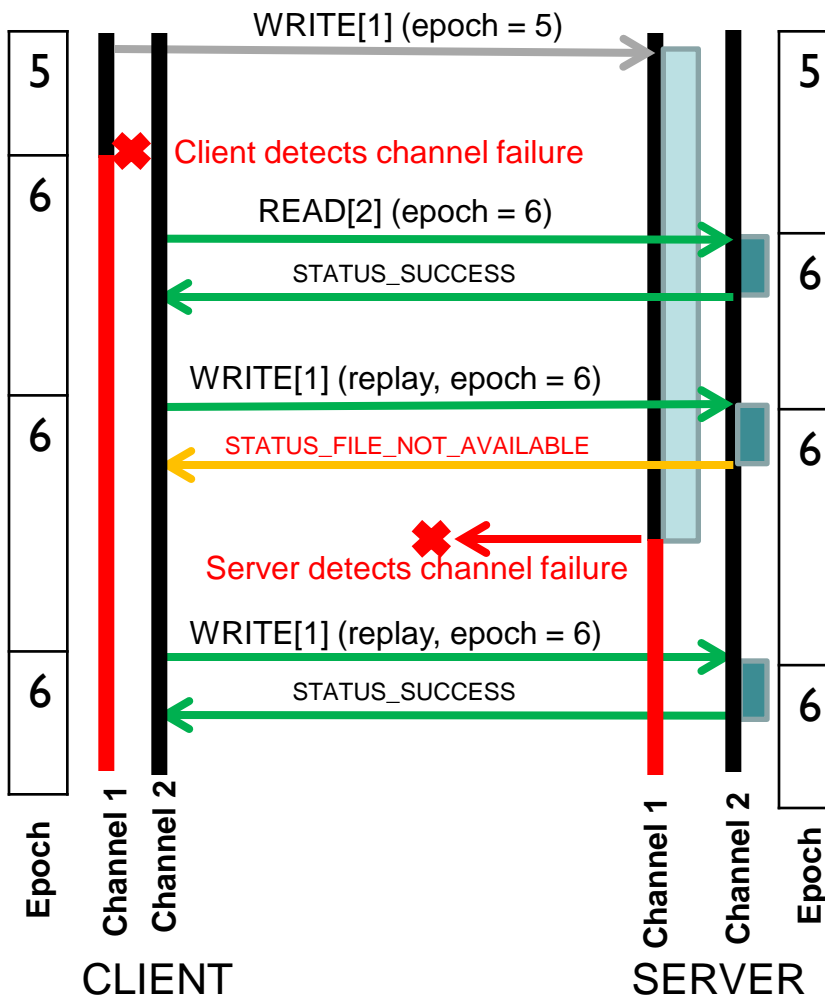 WRITE[1] (epoch = 5)
5
5
Client detects channel failure
6
READ[2] (epoch = 6)
STATUS_SUCCESS
6
WRITE[1] (replay, epoch = 6)
6
6
STATUS_FILE_NOT_AVAILABLE
Server detects channel failure
WRITE[1] (replay, epoch = 6)
6
STATUS_SUCCESS
6
Epoch
Channel 1
Channel 2
Channel 1
Channel 2
Epoch
CLIENT
SERVER